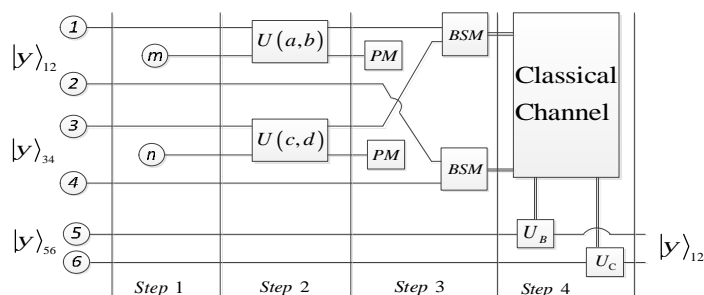 1
BSM
U(a,b)
m
PM
|y⟩₁₂
2
Classical
Channel
3
|y⟩₃₄
U(c,d)
n
PM
BSM
4
|y⟩₅₆
5
U_B
|y⟩₁₂
6
U_C
Step 1
Step 2
Step 3
Step 4